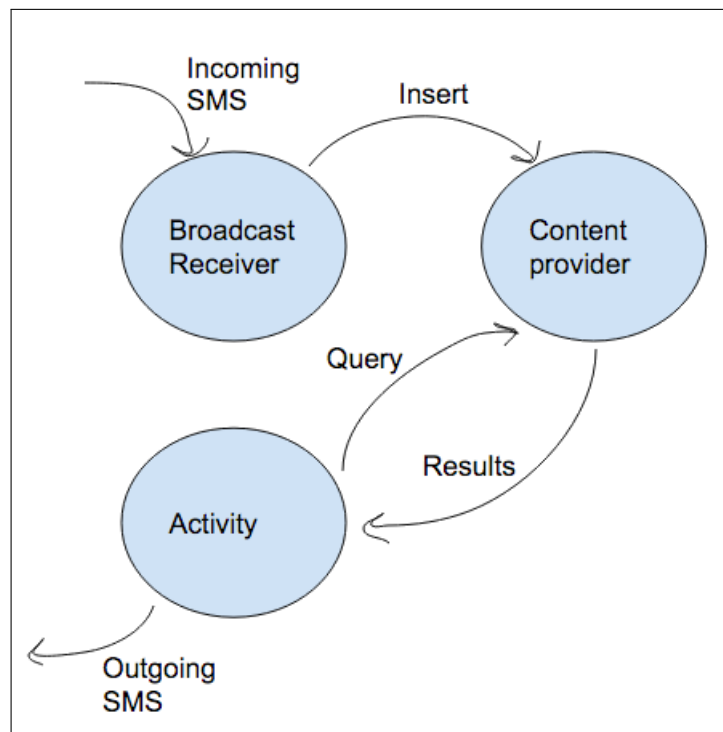 Incoming
SMS
Insert
Broadcast
Receiver
Content
provider
Query
Results
Activity
Outgoing
SMS